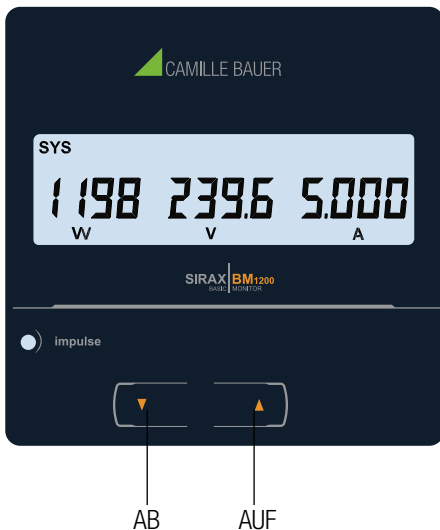 CAMILLE BAUER
SYS
1198 239.6 5.000
W V A
SIRAX BM1200
BASIC MONITOR
impulse
▼ ▲
AB AUF